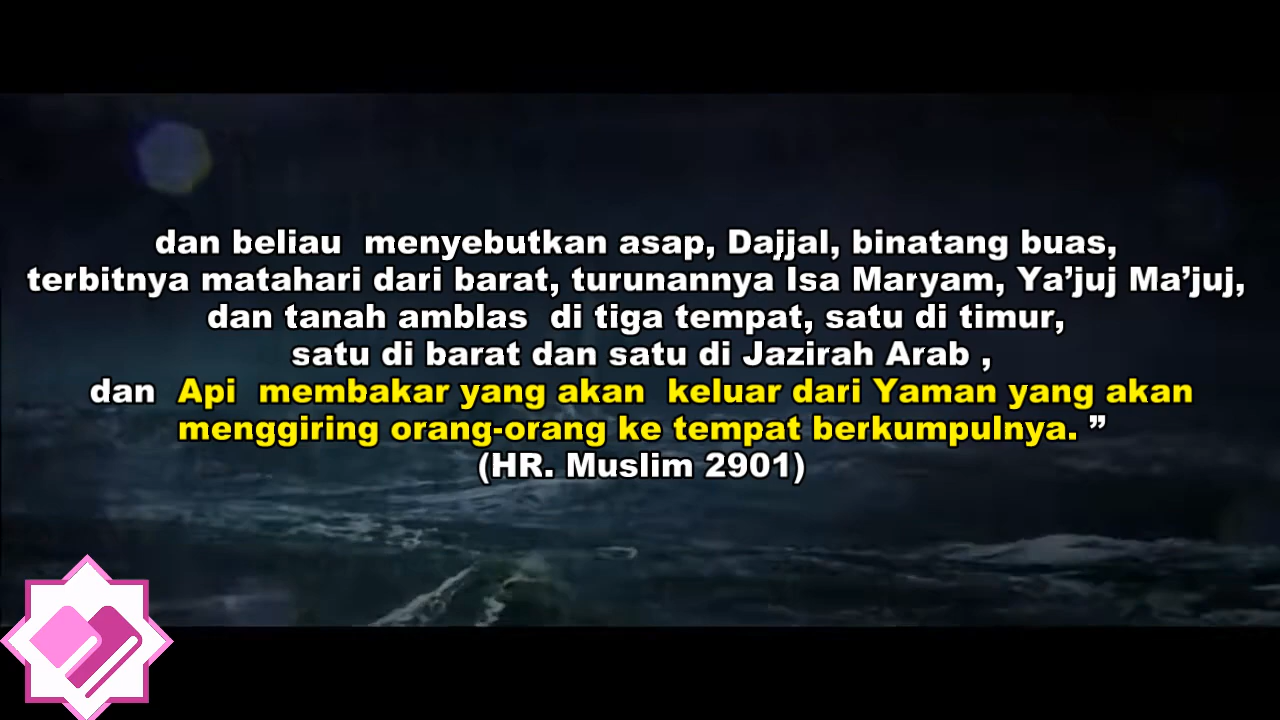 dan beliau  menyebutkan asap, Dajjal, binatang buas,
terbitnya matahari dari barat, turunannya Isa Maryam, Ya’juj Ma’juj,
dan tanah amblas  di tiga tempat, satu di timur,
satu di barat dan satu di Jazirah Arab ,
dan  Api  membakar yang akan  keluar dari Yaman yang akan
menggiring orang-orang ke tempat berkumpulnya. ”
(HR. Muslim 2901)